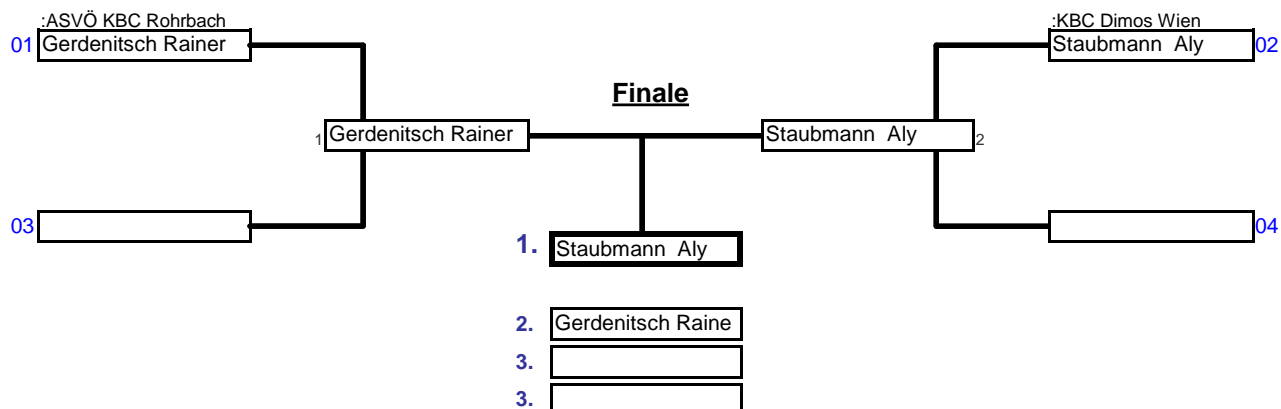 :ASVÖ KBC Rohrbach :KBC Dimos Wien
01 Gerdenitsch Rainer Staubmann Aly 02
Finale
1 Gerdenitsch Rainer Staubmann Aly 2
03 04
1. Staubmann Aly
2. Gerdenitsch Raine
3.
3.